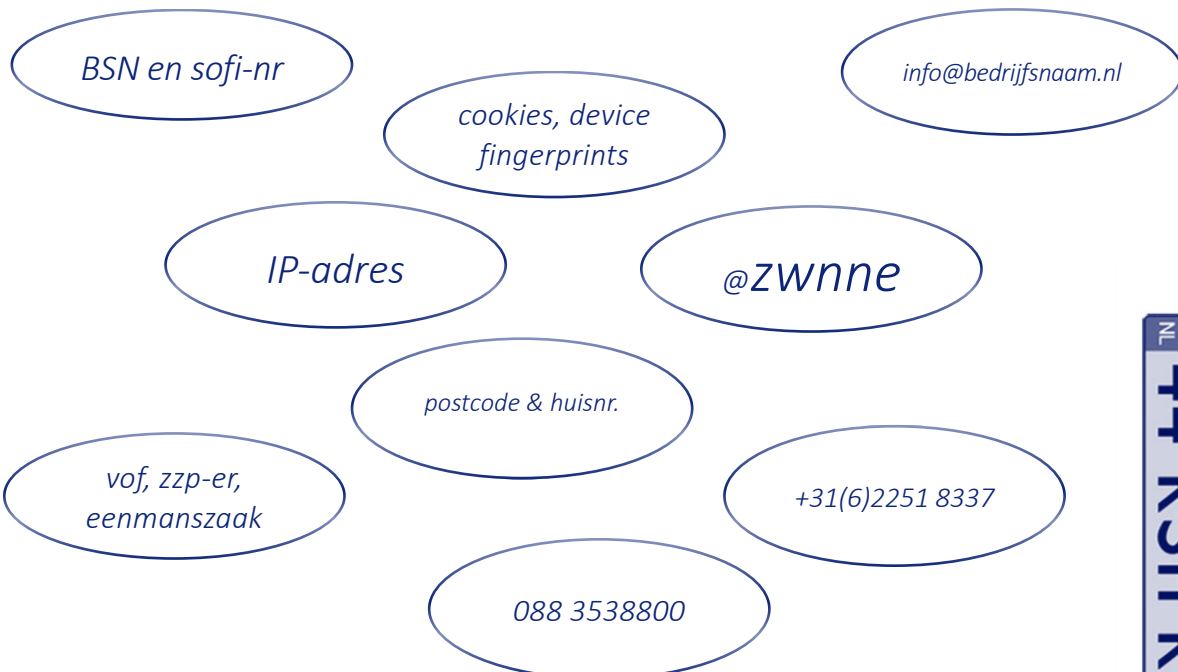 BSN en sofi-nr
info@bedrijfsnaam.nl
cookies, device
fingerprints
IP-adres
@zwnne
NL
postcode & huisnr.
vof, zzp-er,
eenmanszaak
+31(6)2251 8337
088 3538800